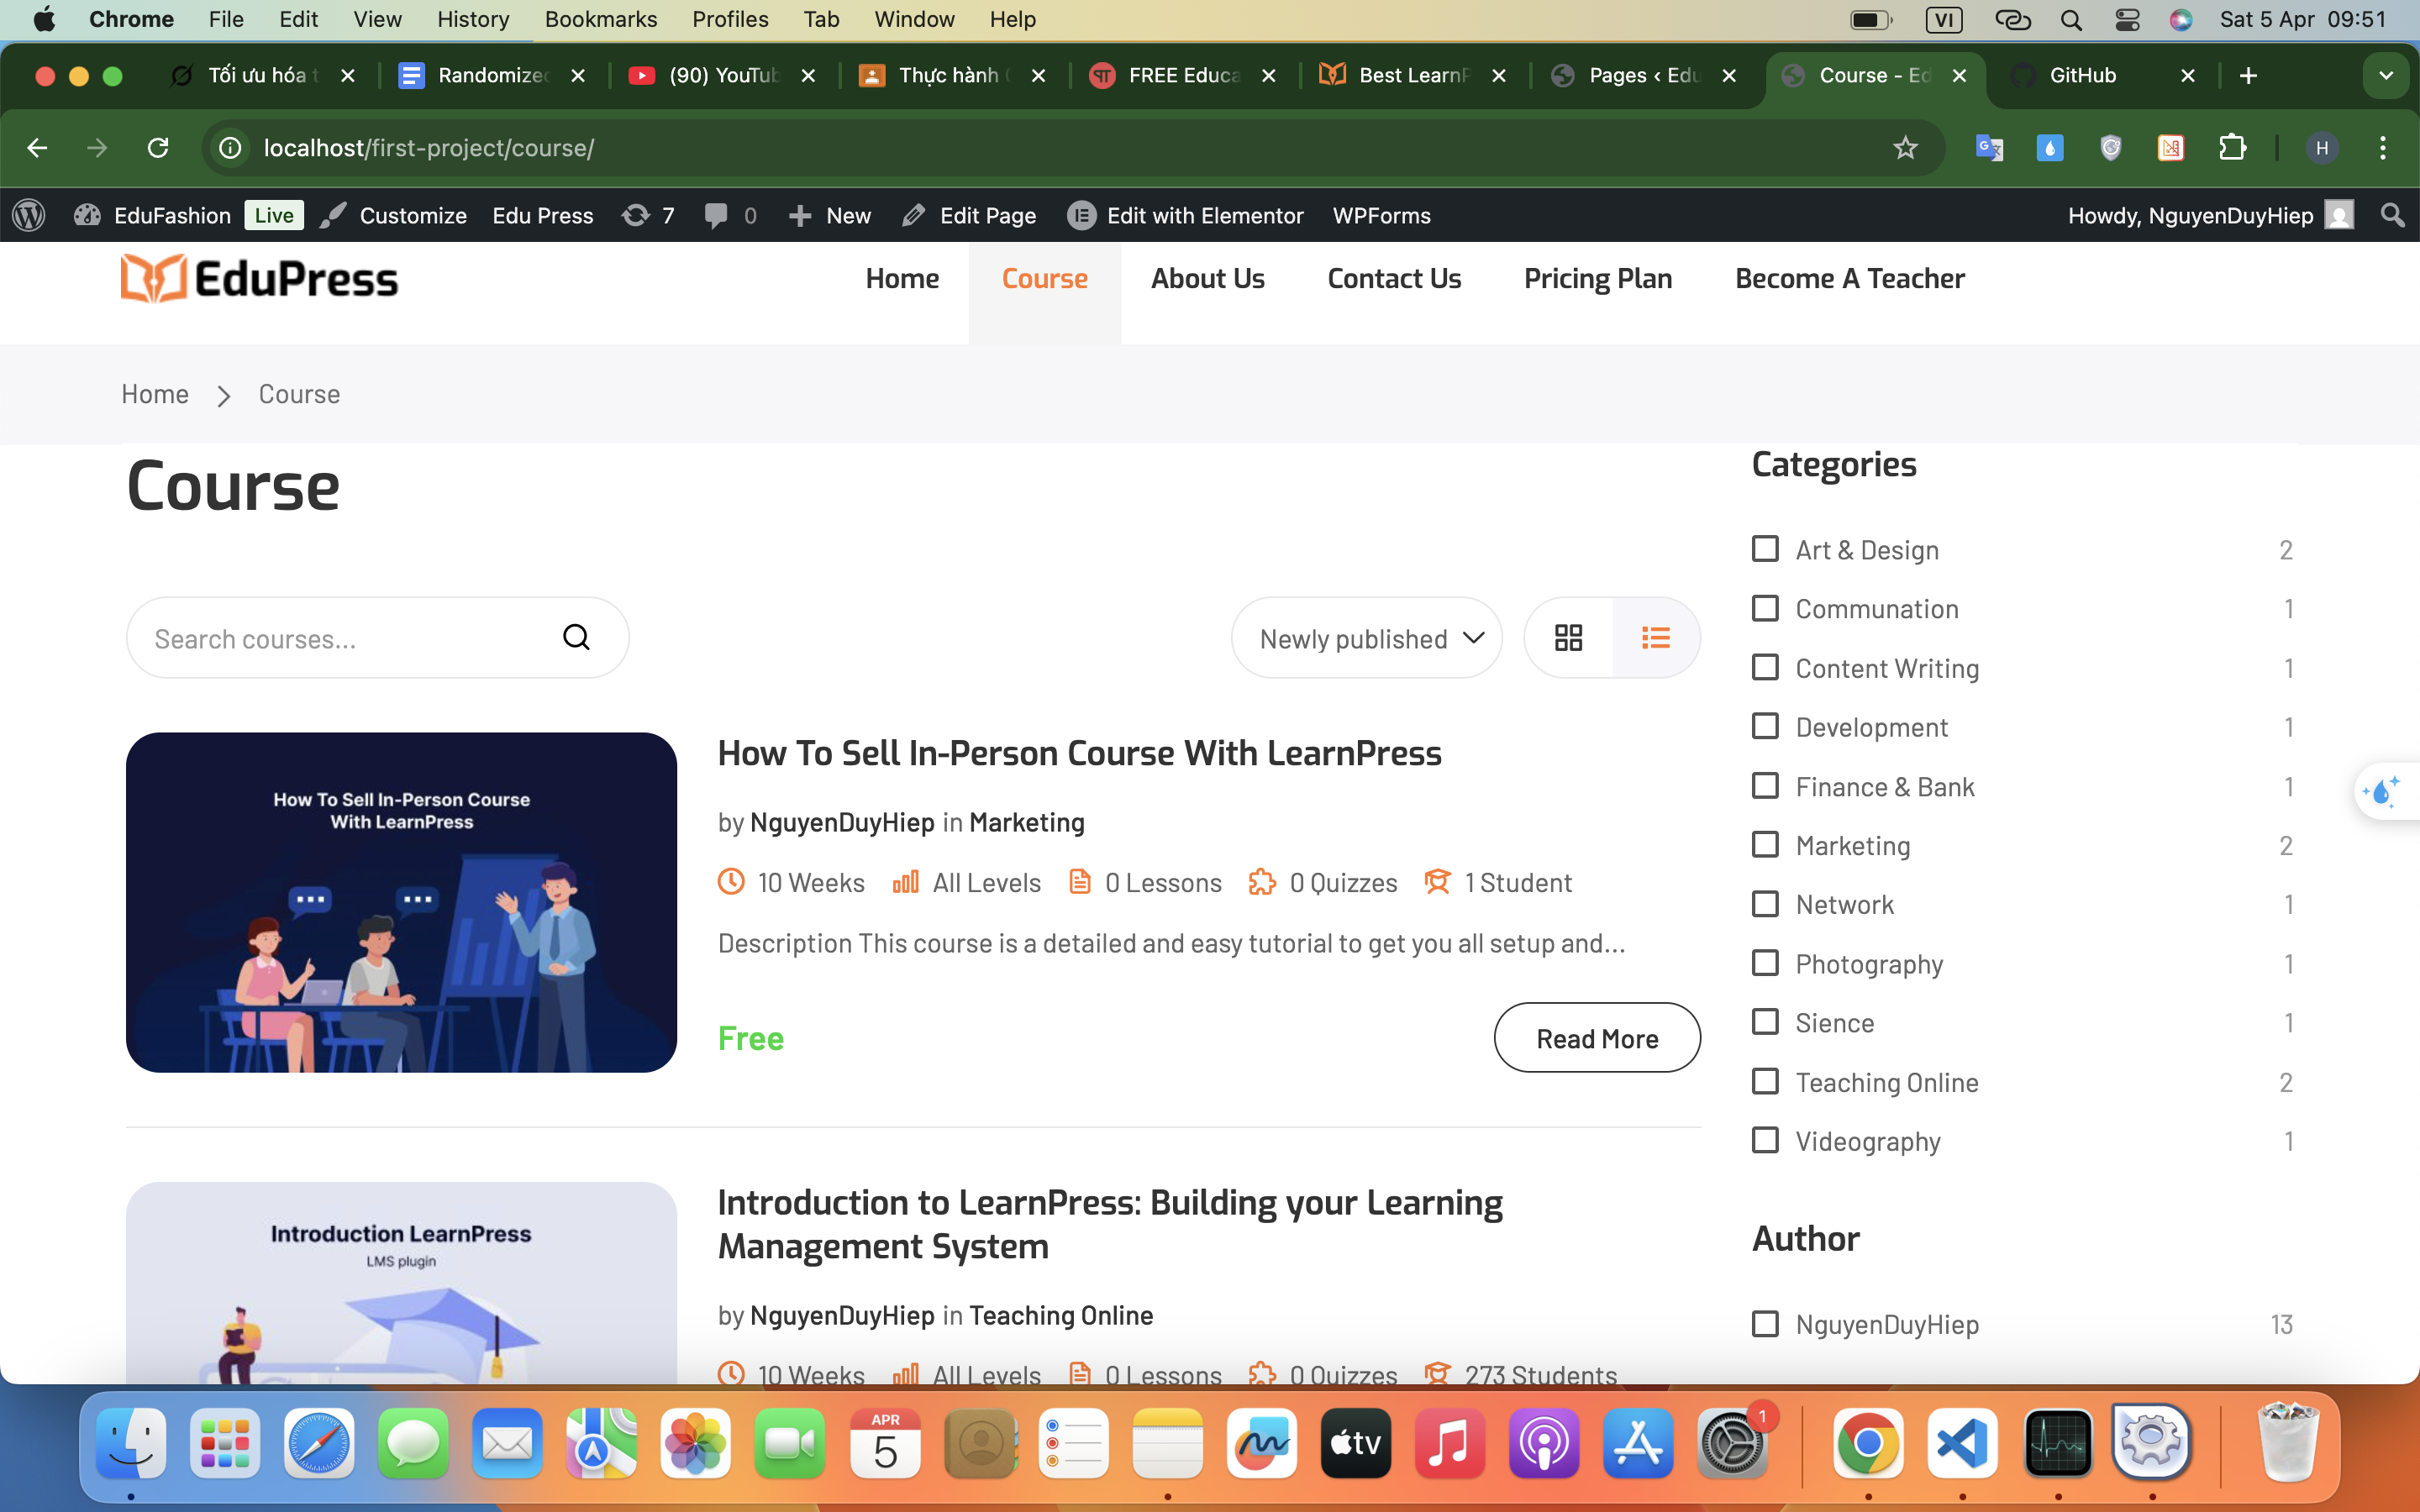 Chrome File Edit View History Bookmarks Profiles Tab Window Help VI Sat 5 Apr 09:51
Tối ưu hóa t Randomized (90) YouTub Thực hành FREE Educa Best LearnP Pages ‹ Edu Course - Ed GitHub
localhost/first-project/course/ H
EduFashion Live Customize Edu Press 7 0 New Edit Page Edit with Elementor WPForms Howdy, NguyenDuyHiep
EduPress Home Course About Us Contact Us Pricing Plan Become A Teacher
Home Course
Course
Search courses...
Newly published
How To Sell In-Person Course
With LearnPress
How To Sell In-Person Course With LearnPress
by NguyenDuyHiep in Marketing
10 Weeks All Levels 0 Lessons 0 Quizzes 1 Student
Description This course is a detailed and easy tutorial to get you all setup and...
Free
Read More
Introduction LearnPress
LMS plugin
Introduction to LearnPress: Building your Learning
Management System
by NguyenDuyHiep in Teaching Online
10 Weeks All Levels 0 Lessons 0 Quizzes 273 Students
Categories
Art & Design 2
Communation 1
Content Writing 1
Development 1
Finance & Bank 1
Marketing 2
Network 1
Photography 1
Sience 1
Teaching Online 2
Videography 1
Author
NguyenDuyHiep 13
APR
5
tv
1